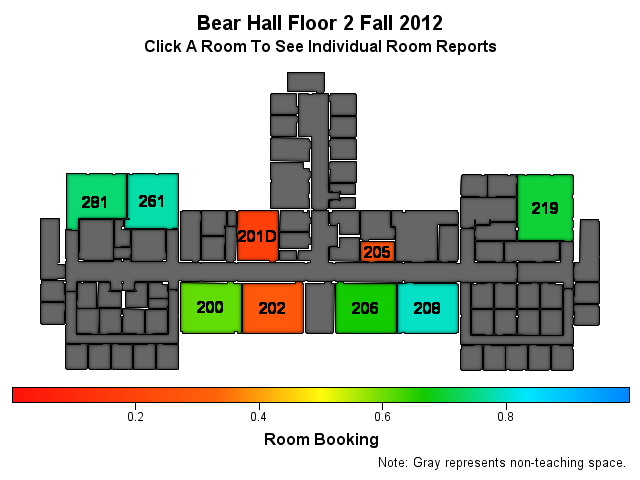 Bear Hall Floor 2 Fall 2012
Click A Room To See Individual Room Reports
281
261
219
201D
205
200
202
206
208
0.2
0.4
0.6
0.8
Room Booking
Note: Gray represents non-teaching space.